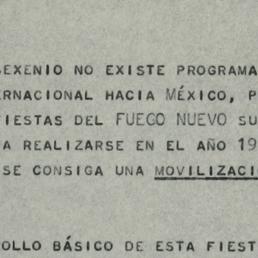 SEXENIO NO EXISTE PROGRAMA
ERNACIONAL HACIA MÉXICO, P
FIESTAS DEL FUEGO NUEVO SU
A REALIZARSE EN EL AÑO 19
SE CONSIGA UNA MOVILIZACIO
OLLO BÁSICO DE ESTA FIEST